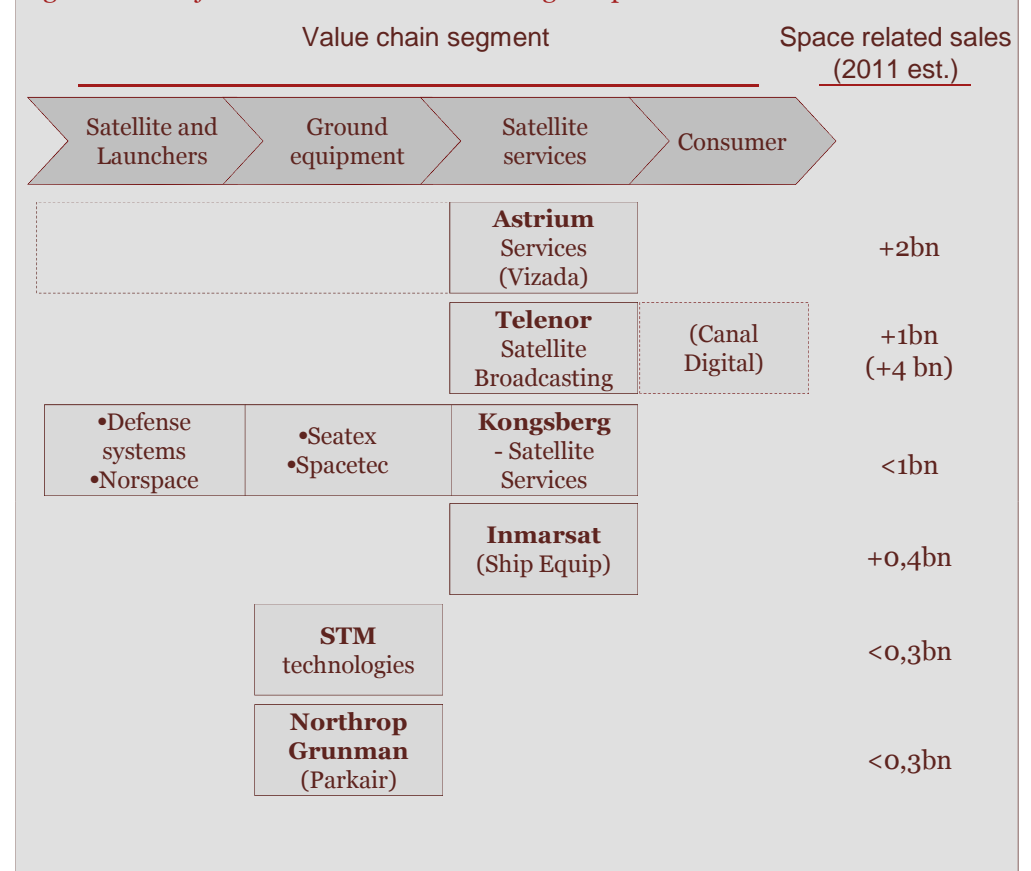 Value chain segment
Space related sales
(2011 est.)
Satellite and
Launchers
Ground
equipment
Satellite
services
Consumer
Astrium
Services
(Vizada)
+2bn
Telenor
Satellite
Broadcasting
(Canal
Digital)
+1bn
(+4 bn)
•Defense
systems
•Norspace
•Seatex
•Spacetec
Kongsberg
- Satellite
Services
<1bn
Inmarsat
(Ship Equip)
+0,4bn
STM
technologies
<0,3bn
Northrop
Grunman
(Parkair)
<0,3bn